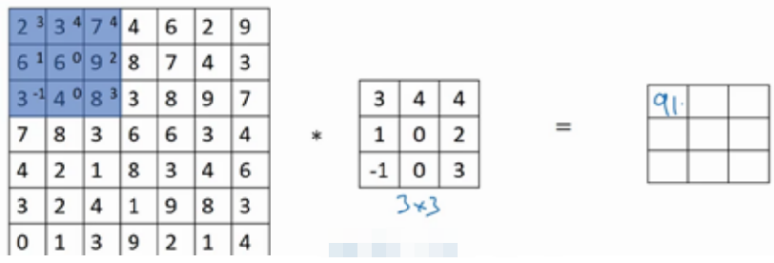 2 3 3 4 7 4 4 6 2 9
6 1 6 0 9 2 8 7 4 3
3 -1 4 0 8 3 3 8 9 7
7 8 3 6 6 3 4
4 2 1 8 3 4 6
3 2 4 1 9 8 3
0 1 3 9 2 1 4
*
3 4 4
1 0 2
-1 0 3
3×3
=
91.